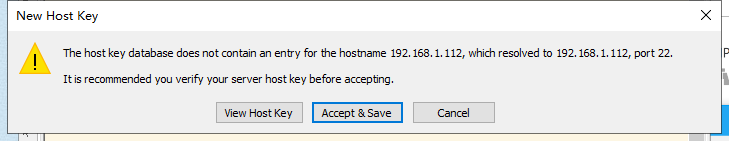 New Host Key
The host key database does not contain an entry for the hostname 192.168.1.112, which resolved to 192.168.1.112, port 22.
It is recommended you verify your server host key before accepting.
View Host Key
Accept & Save
Cancel
P